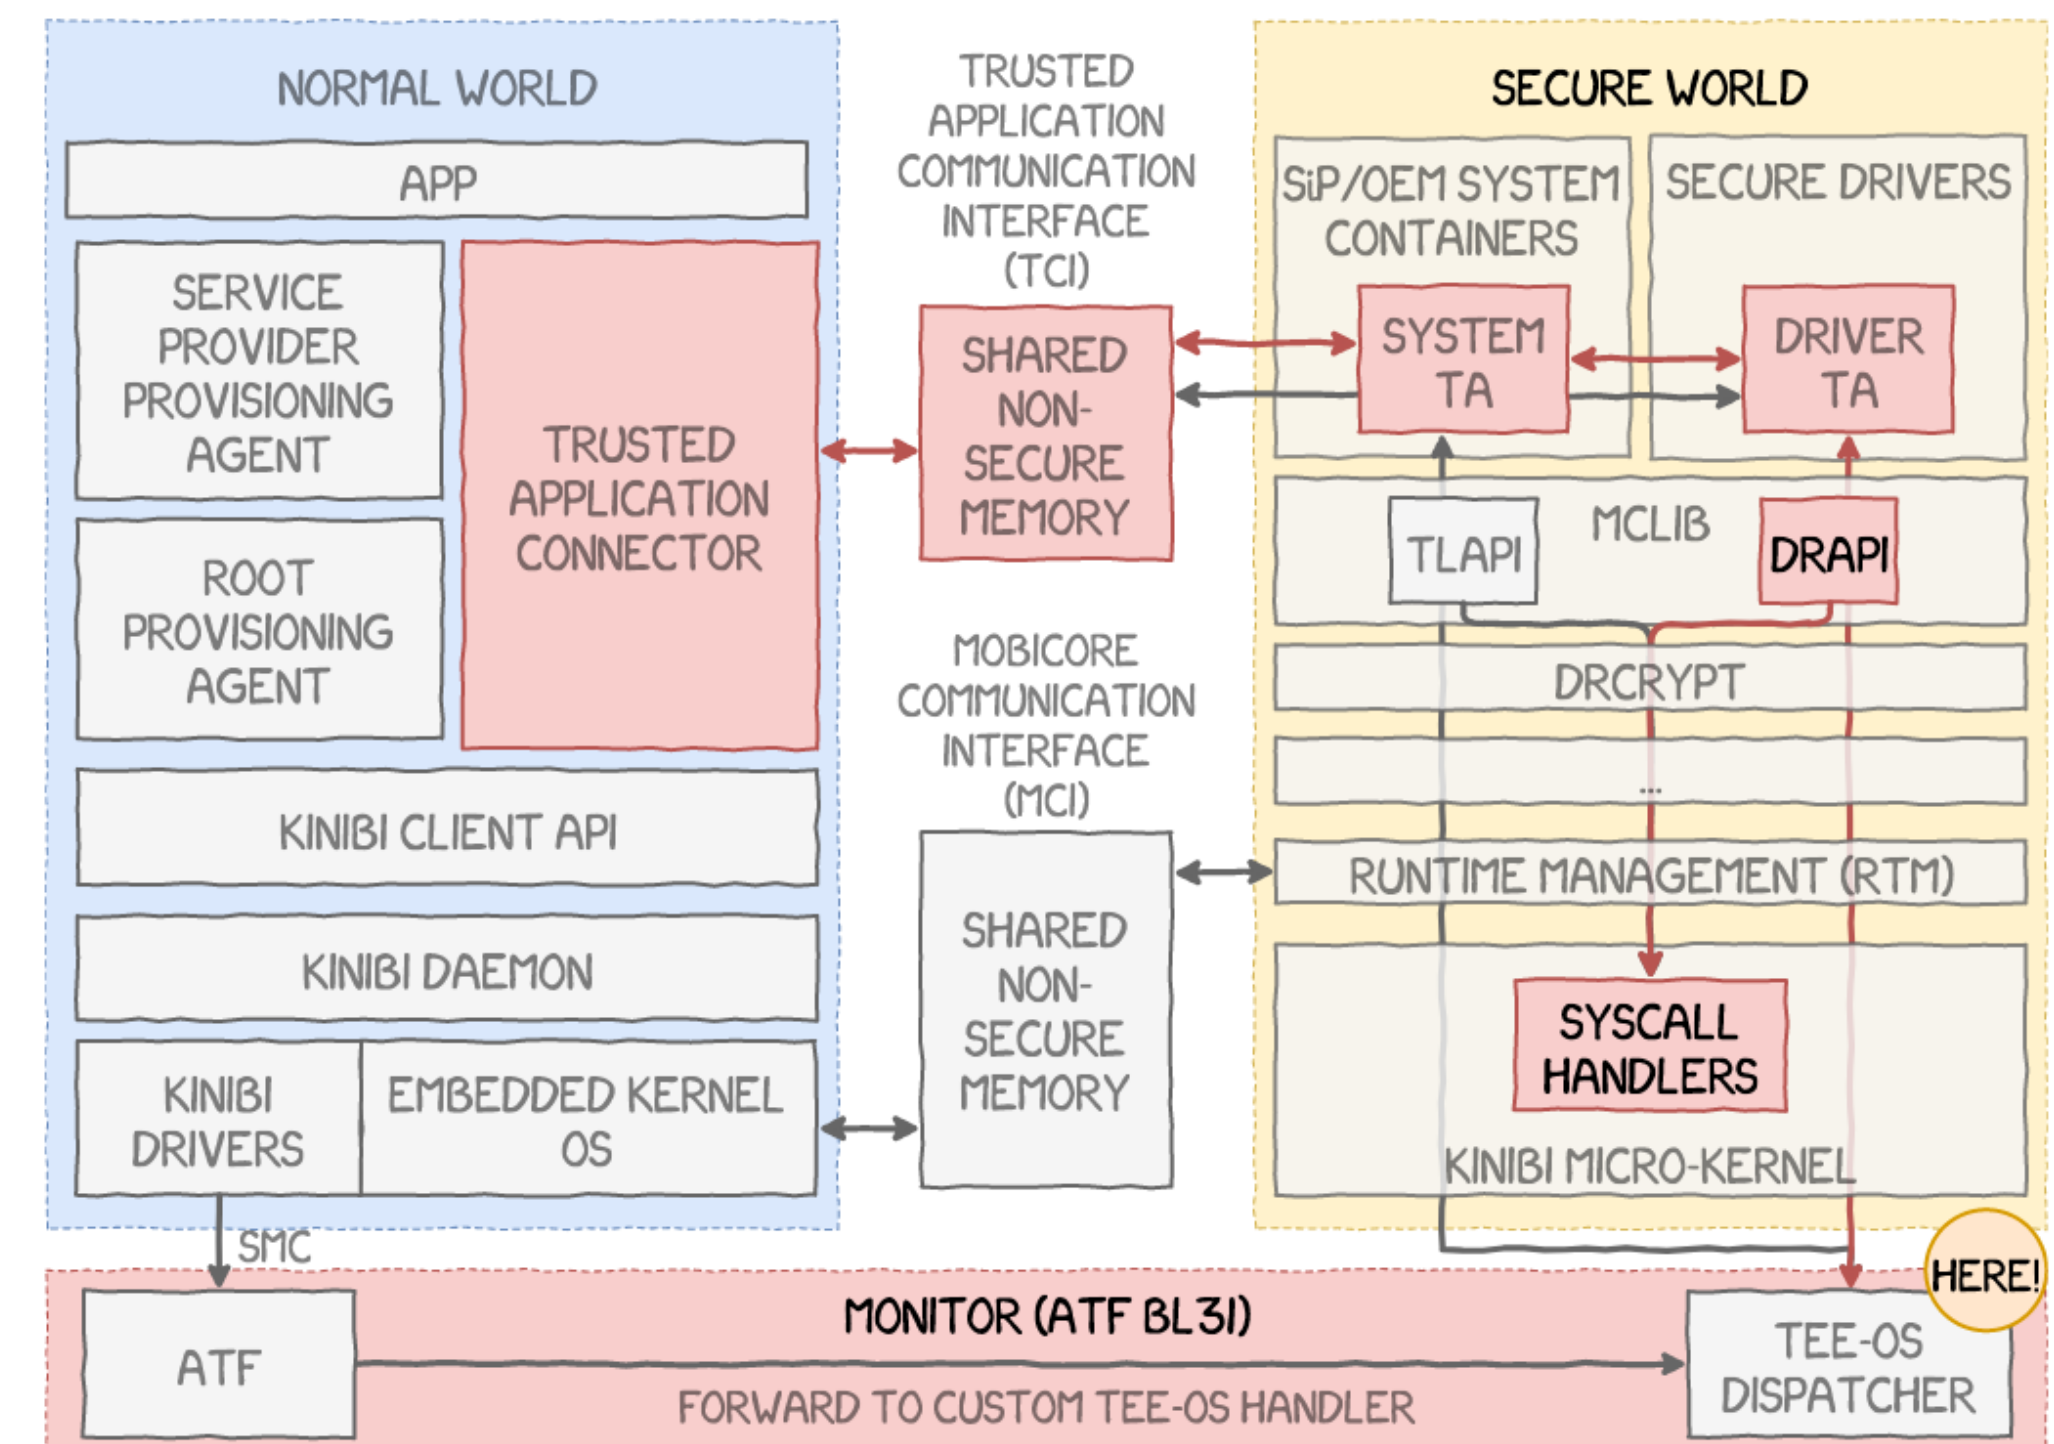 NORMAL WORLD
APP
SERVICE
PROVIDER
PROVISIONING
AGENT
ROOT
PROVISIONING
AGENT
TRUSTED
APPLICATION
CONNECTOR
KINIBI CLIENT API
KINIBI DAEMON
KINIBI
DRIVERS
EMBEDDED KERNEL
OS
SMC
TRUSTED
APPLICATION
COMMUNICATION
INTERFACE
(TCI)
SHARED
NON-
SECURE
MEMORY
MOBICORE
COMMUNICATION
INTERFACE
(MCI)
SHARED
NON-
SECURE
MEMORY
SECURE WORLD
SiP/OEM SYSTEM
CONTAINERS
SYSTEM
TA
SECURE DRIVERS
DRIVER
TA
MCLIB
TLAPI
DRAPI
DRCRYPT
...
RUNTIME MANAGEMENT (RTM)
SYSCALL
HANDLERS
KINIBI MICRO-KERNEL
HERE!
MONITOR (ATF BL31)
ATF
FORWARD TO CUSTOM TEE-OS HANDLER
TEE-OS
DISPATCHER